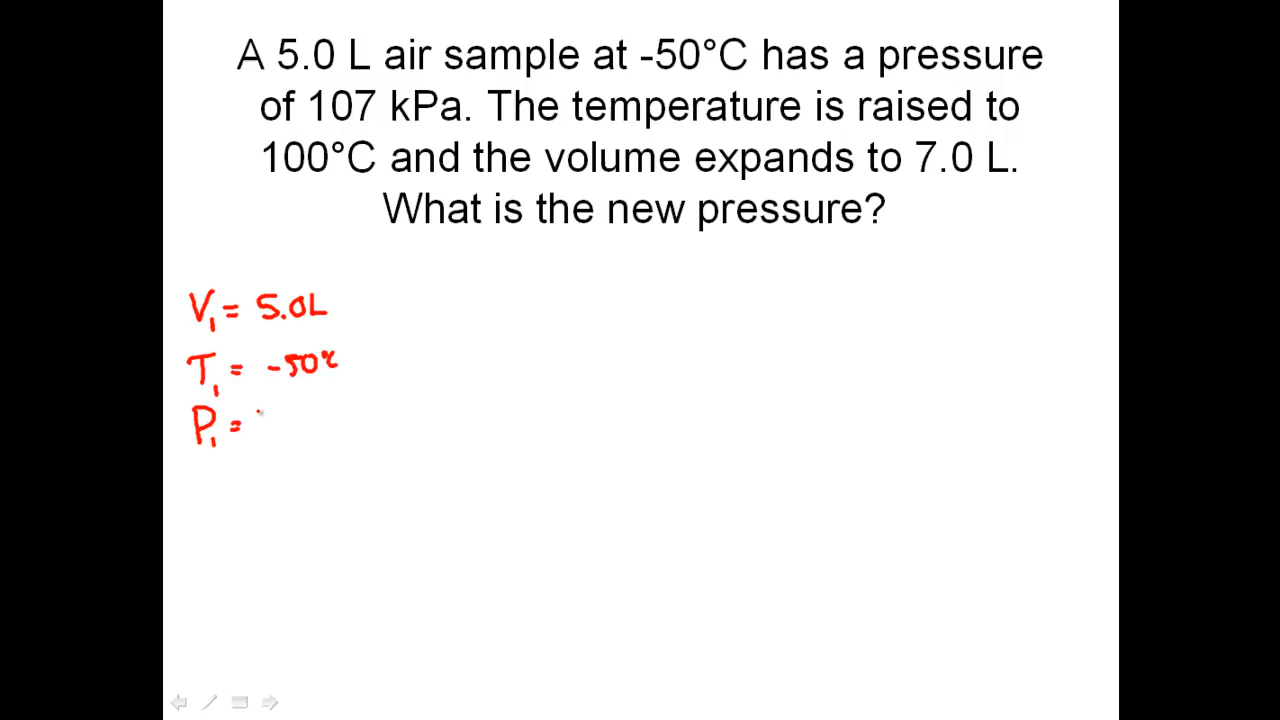 A 5.0 L air sample at -50°C has a pressure
of 107 kPa. The temperature is raised to
100°C and the volume expands to 7.0 L.
What is the new pressure?
V₁ = 5.0L
T₁ = -50°C
P₁ =